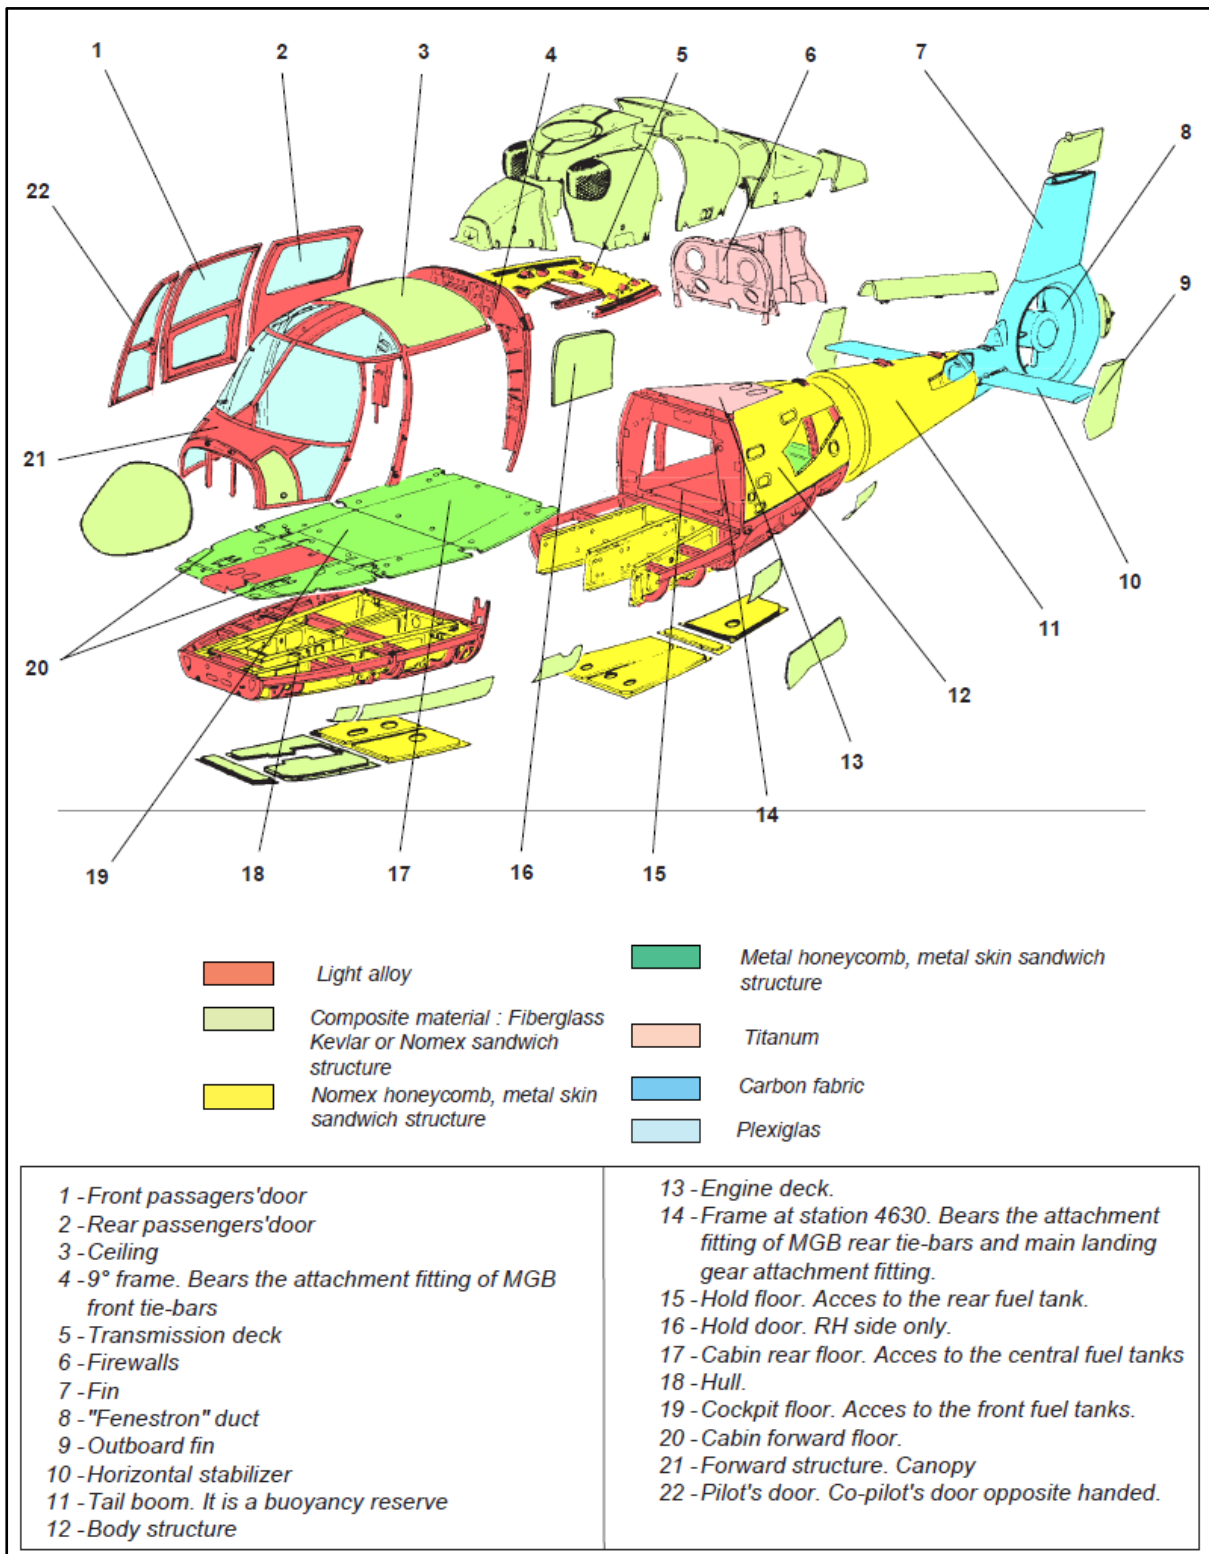 1 2 3 4 5 6 7
8
22
9
21
10
20
11
12
13
14
19 18 17 16 15
Light alloy
Composite material : Fiberglass
Kevlar or Nomex sandwich
structure
Nomex honeycomb, metal skin
sandwich structure
Metal honeycomb, metal skin sandwich
structure
Titanum
Carbon fabric
Plexiglas
1 - Front passagers'door
2 - Rear passengers'door
3 - Ceiling
4 - 9° frame. Bears the attachment fitting of MGB
front tie-bars
5 - Transmission deck
6 - Firewalls
7 - Fin
8 - "Fenestron" duct
9 - Outboard fin
10 - Horizontal stabilizer
11 - Tail boom. It is a buoyancy reserve
12 - Body structure
13 - Engine deck.
14 - Frame at station 4630. Bears the attachment
fitting of MGB rear tie-bars and main landing
gear attachment fitting.
15 - Hold floor. Acces to the rear fuel tank.
16 - Hold door. RH side only.
17 - Cabin rear floor. Acces to the central fuel tanks
18 - Hull.
19 - Cockpit floor. Acces to the front fuel tanks.
20 - Cabin forward floor.
21 - Forward structure. Canopy
22 - Pilot's door. Co-pilot's door opposite handed.